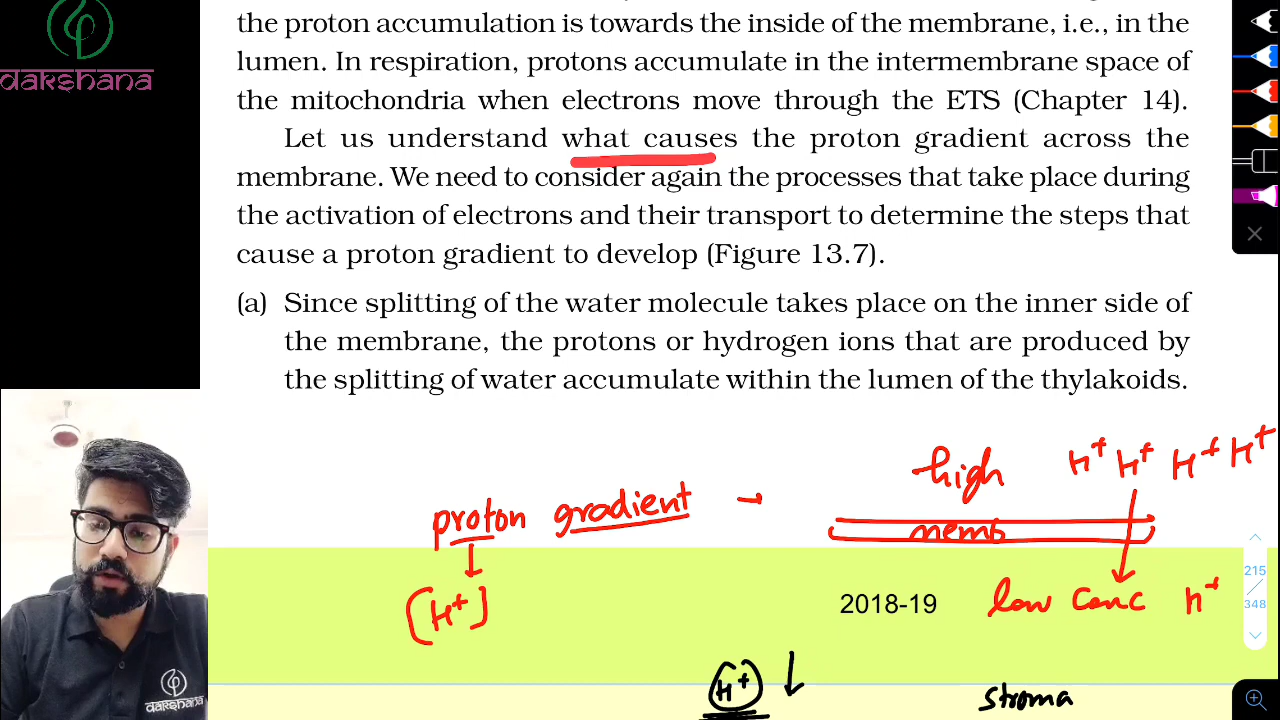 dakshana
the proton accumulation is towards the inside of the membrane, i.e., in the
lumen. In respiration, protons accumulate in the intermembrane space of
the mitochondria when electrons move through the ETS (Chapter 14).
Let us understand what causes the proton gradient across the
membrane. We need to consider again the processes that take place during
the activation of electrons and their transport to determine the steps that
cause a proton gradient to develop (Figure 13.7).
(a) Since splitting of the water molecule takes place on the inner side of
the membrane, the protons or hydrogen ions that are produced by
the splitting of water accumulate within the lumen of the thylakoids.
high H+ H+ H+ H+
proton gradient
memb
[H+]
2018-19
low conc H+
215
348
H+
stroma
dakshana